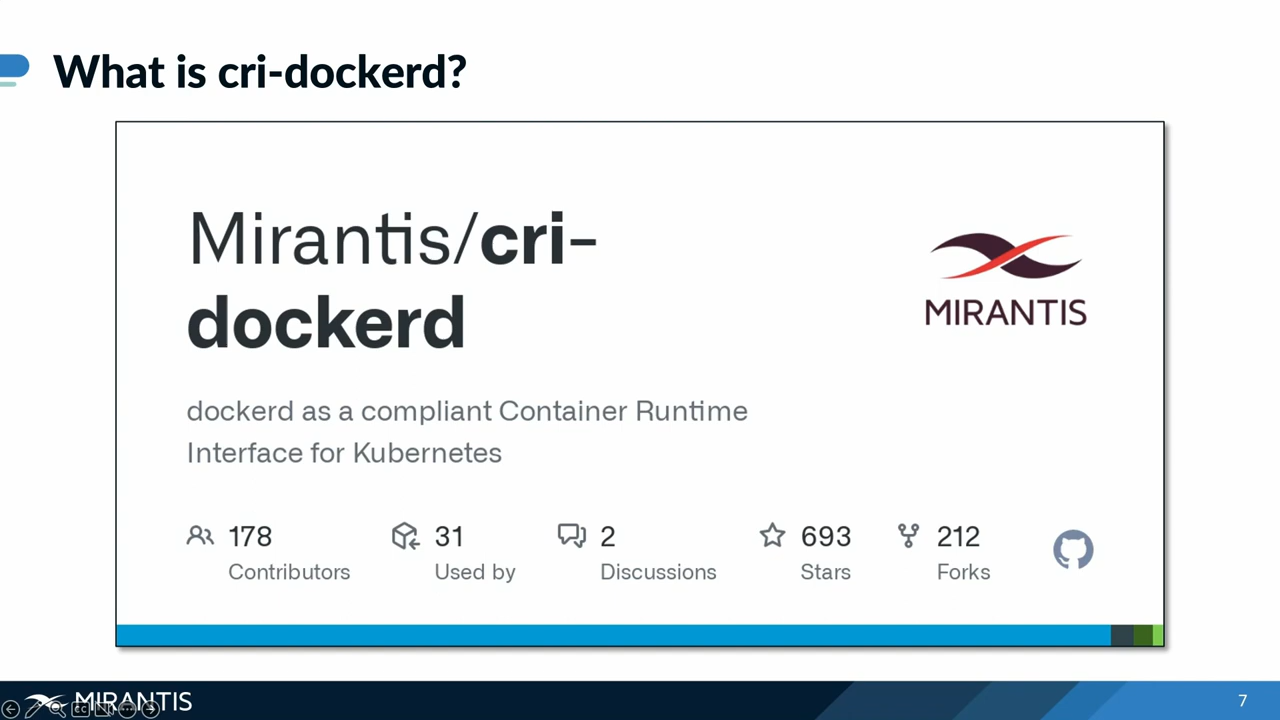 What is cri-dockerd?
Mirantis/cri-
dockerd
MIRANTIS
dockerd as a compliant Container Runtime
Interface for Kubernetes
178
Contributors
31
Used by
2
Discussions
693
Stars
212
Forks
MIRANTIS
7